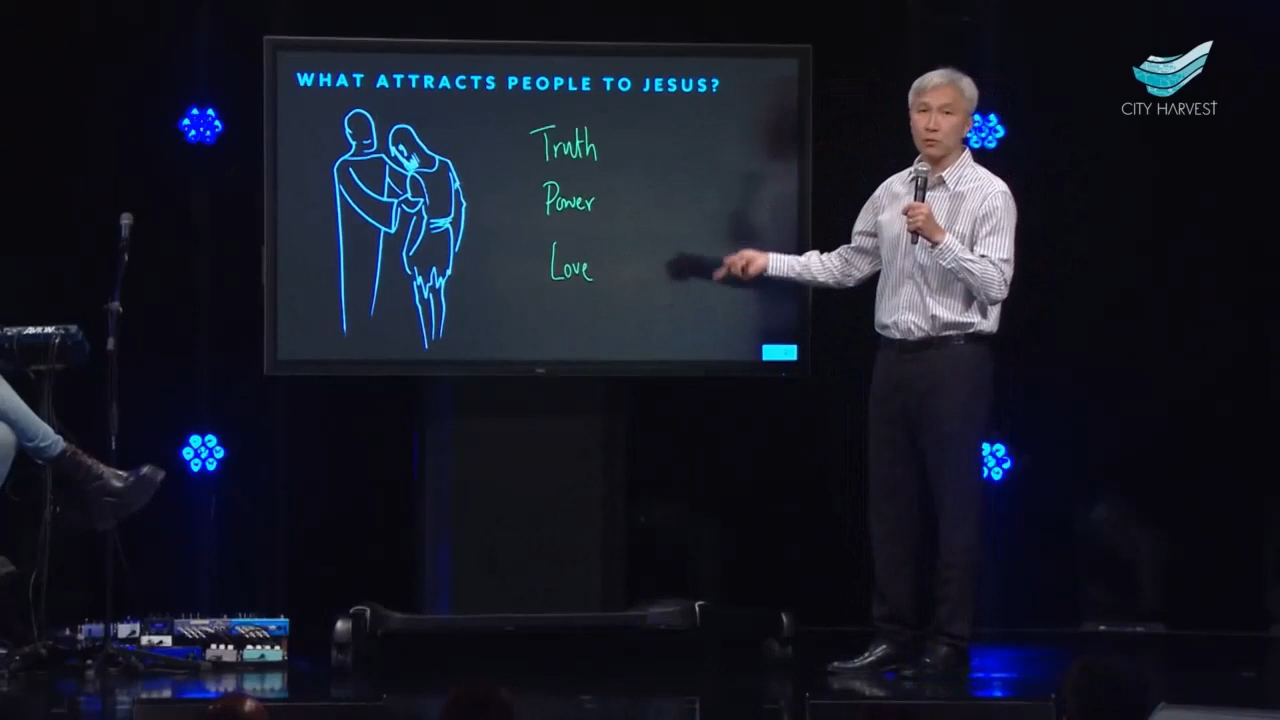 WHAT ATTRACTS PEOPLE TO JESUS?
Truth
Power
Love
CITY HARVEST